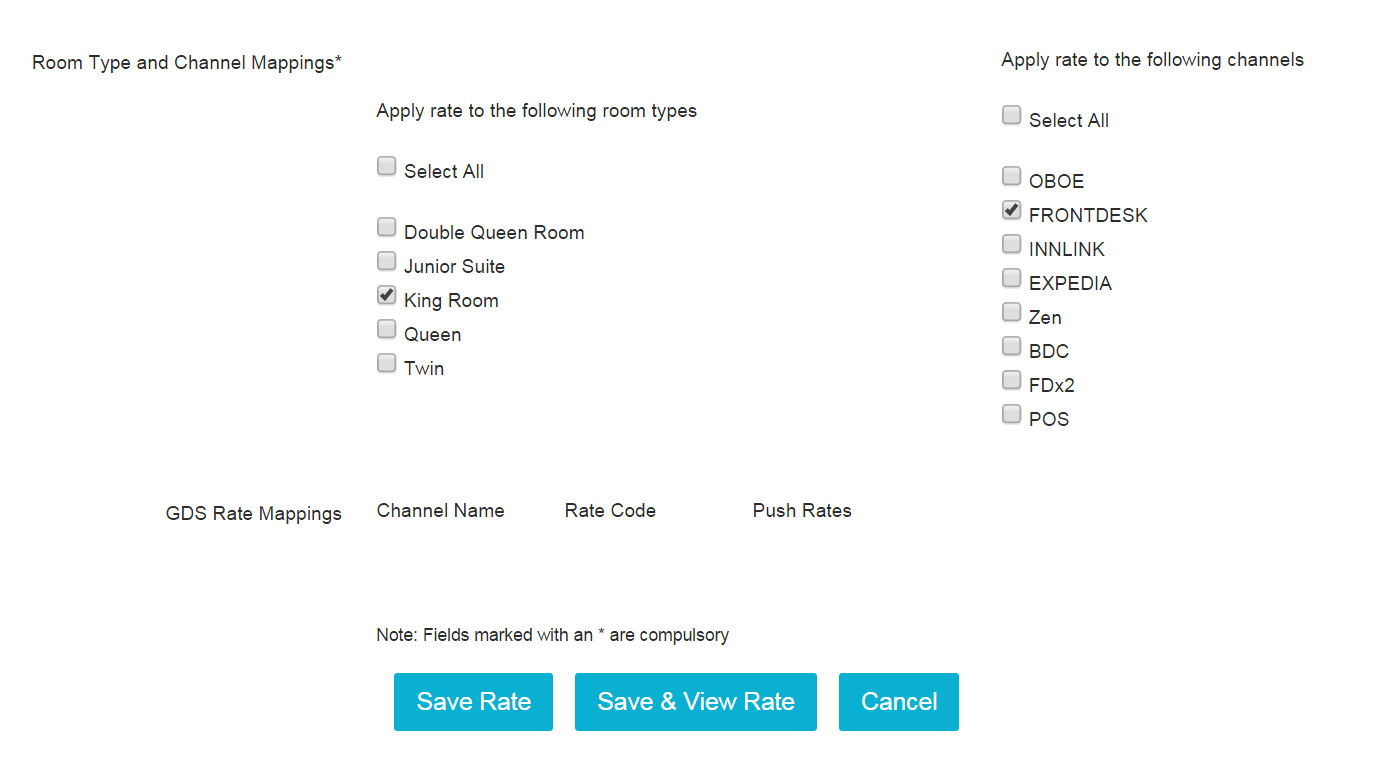 Room Type and Channel Mappings*
Apply rate to the following room types
Select All
Double Queen Room
Junior Suite
King Room
Queen
Twin
Apply rate to the following channels
Select All
OBOE
FRONTDESK
INNLINK
EXPEDIA
Zen
BDC
FDx2
POS
GDS Rate Mappings
Channel Name Rate Code Push Rates
Note: Fields marked with an * are compulsory
Save Rate Save & View Rate Cancel